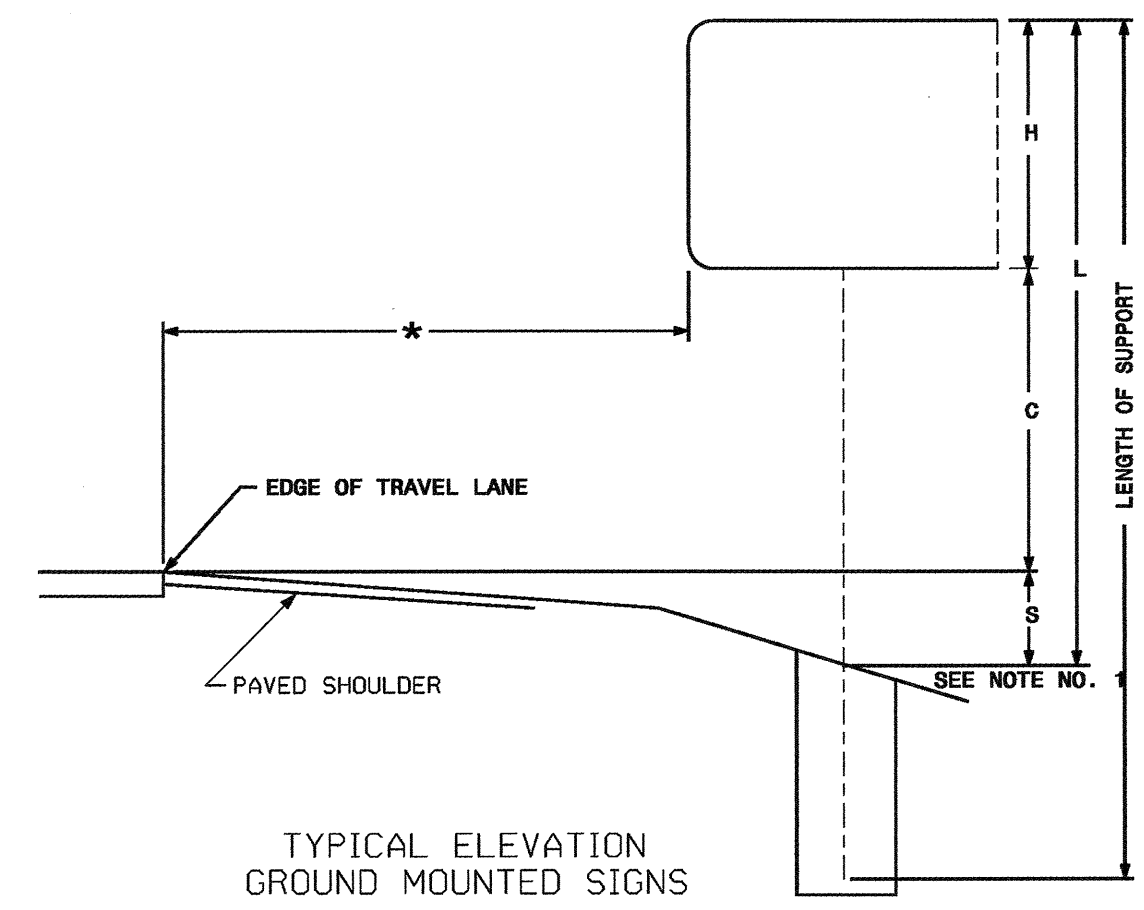 H
L
LENGTH OF SUPPORT
*
C
EDGE OF TRAVEL LANE
S
PAVED SHOULDER
SEE NOTE NO. 1
TYPICAL ELEVATION
GROUND MOUNTED SIGNS